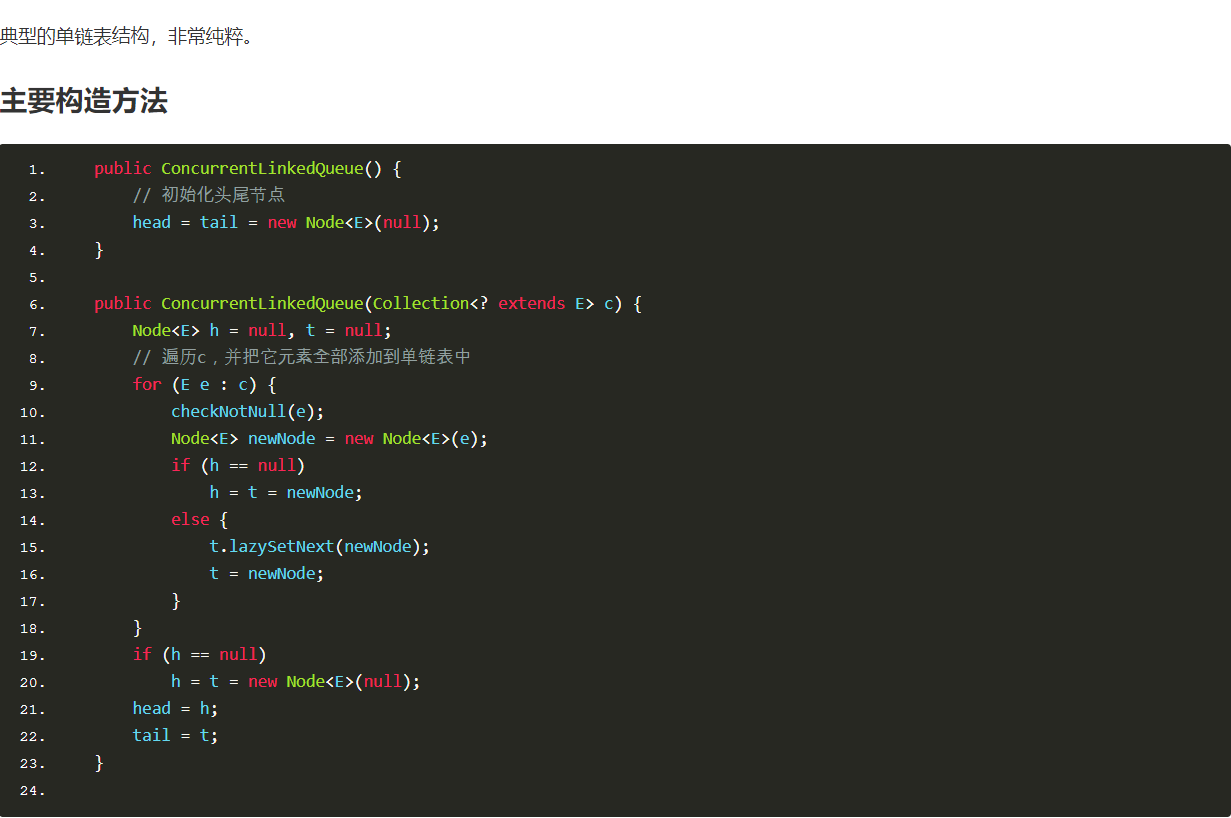 典型的单链表结构，非常纯粹。
主要构造方法
1. public ConcurrentLinkedQueue() {
2. // 初始化头尾节点
3. head = tail = new Node<E>(null);
4. }
5.
6. public ConcurrentLinkedQueue(Collection<? extends E> c) {
7. Node<E> h = null, t = null;
8. // 遍历c，并把它元素全部添加到单链表中
9. for (E e : c) {
10. checkNotNull(e);
11. Node<E> newNode = new Node<E>(e);
12. if (h == null)
13. h = t = newNode;
14. else {
15. t.lazySetNext(newNode);
16. t = newNode;
17. }
18. }
19. if (h == null)
20. h = t = new Node<E>(null);
21. head = h;
22. tail = t;
23. }
24.